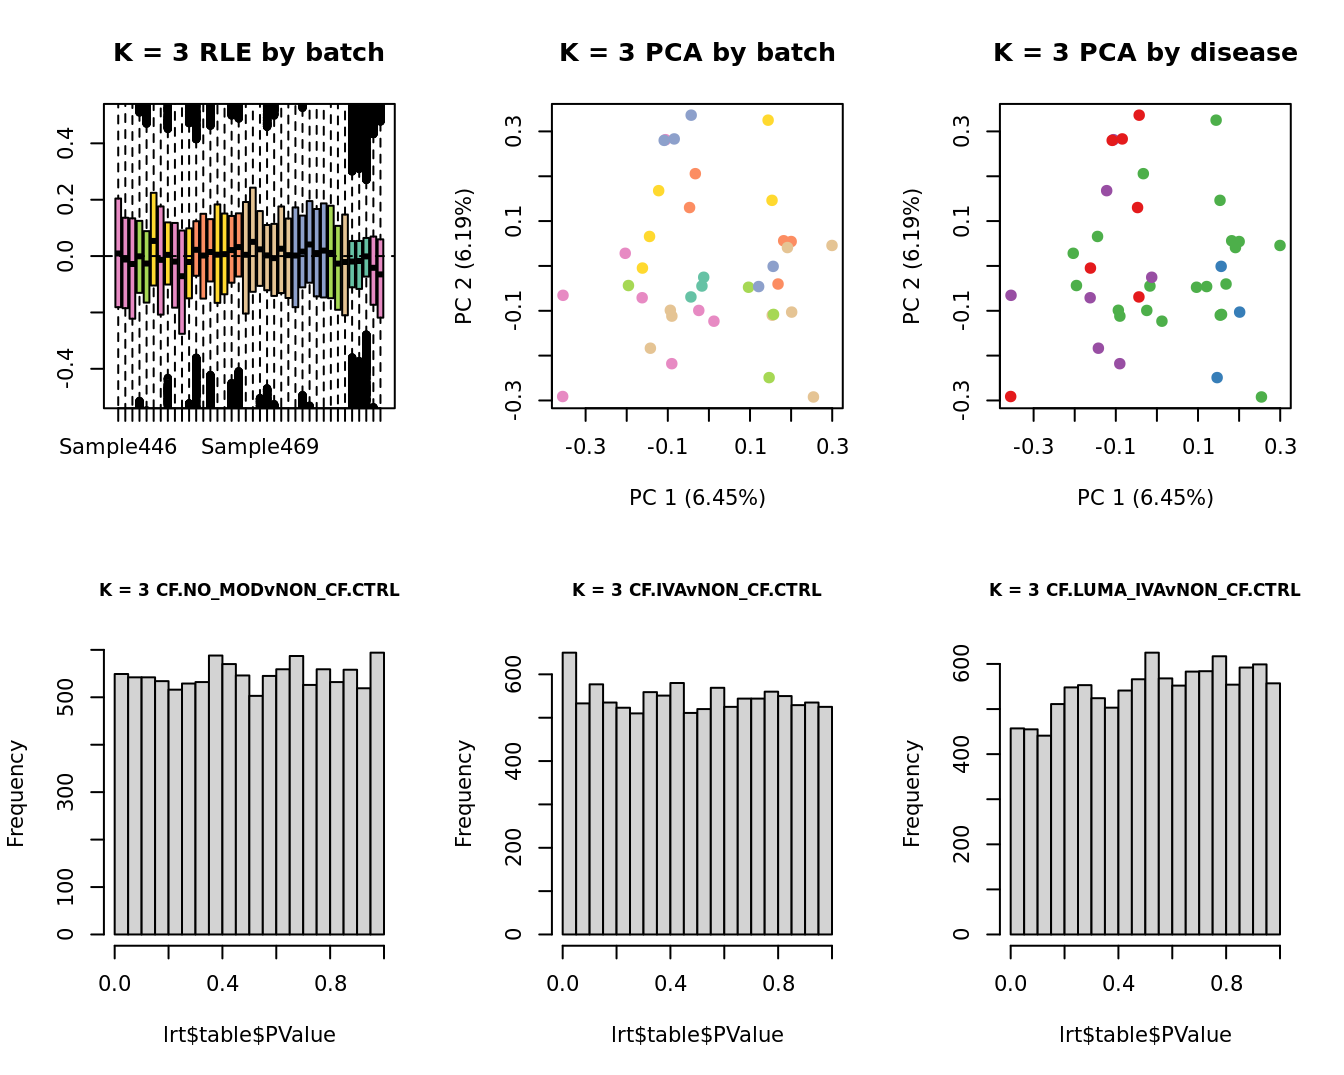 K = 3 RLE by batch
K = 3 PCA by batch
K = 3 PCA by disease
0.4
0.2
0.0
-0.4
Sample446 Sample469
PC 2 (6.19%)
0.3
0.1
-0.1
-0.3
-0.3 -0.1 0.1 0.3
PC 1 (6.45%)
PC 2 (6.19%)
0.3
0.1
-0.1
-0.3
-0.3 -0.1 0.1 0.3
PC 1 (6.45%)
K = 3 CF.NO_MODvNON_CF.CTRL
K = 3 CF.IVAvNON_CF.CTRL
K = 3 CF.LUMA_IVAvNON_CF.CTRL
Frequency
500
300
100
0
0.0 0.4 0.8
lrt$table$PValue
Frequency
600
400
200
0
0.0 0.4 0.8
lrt$table$PValue
Frequency
600
400
200
0
0.0 0.4 0.8
lrt$table$PValue